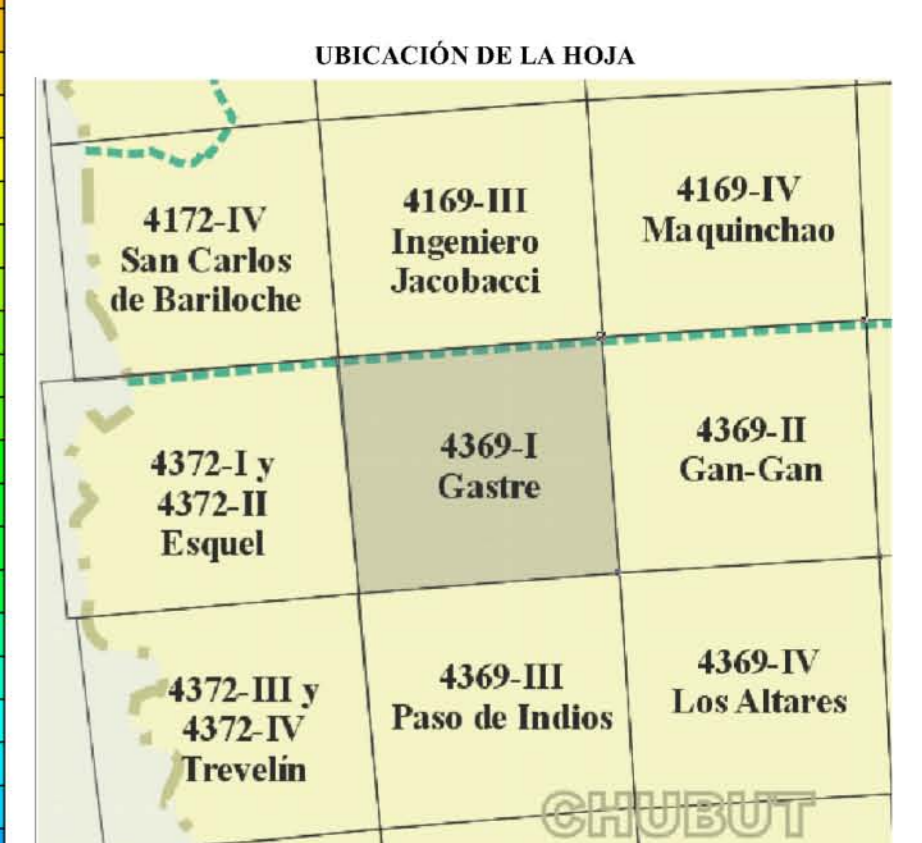 UBICACIÓN DE LA HOJA
4172-IV
San Carlos
de Bariloche
4169-III
Ingeniero
Jacobacci
4169-IV
Maquinchao
4372-I y
4372-II
Esquel
4369-I
Gastre
4369-II
Gan-Gan
4372-III y
4372-IV
Trevelín
4369-III
Paso de Indios
4369-IV
Los Altares
CHUBUT